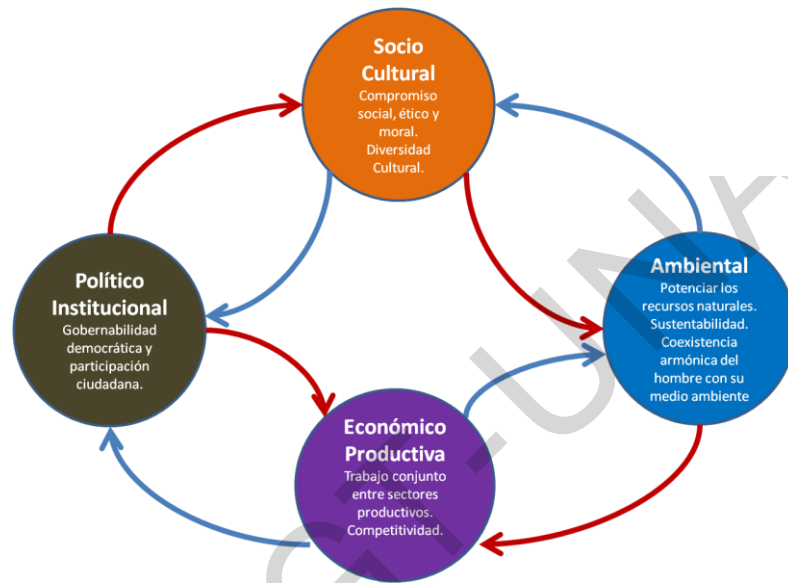 Socio
Cultural
Compromiso
social, ético y
moral.
Diversidad
Cultural.
Político
Institucional
Gobernabilidad
democrática y
participación
ciudadana.
Ambiental
Potenciar los
recursos naturales.
Sustentabilidad.
Coexistencia
armónica del
hombre con su
medio ambiente
Económico
Productiva
Trabajo conjunto
entre sectores
productivos.
Competitividad.